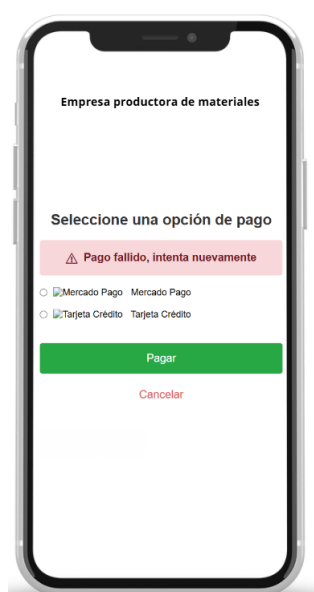 Empresa productora de materiales
Seleccione una opción de pago
Pago fallido, intenta nuevamente
Mercado Pago Mercado Pago
Tarjeta Crédito Tarjeta Crédito
Pagar
Cancelar